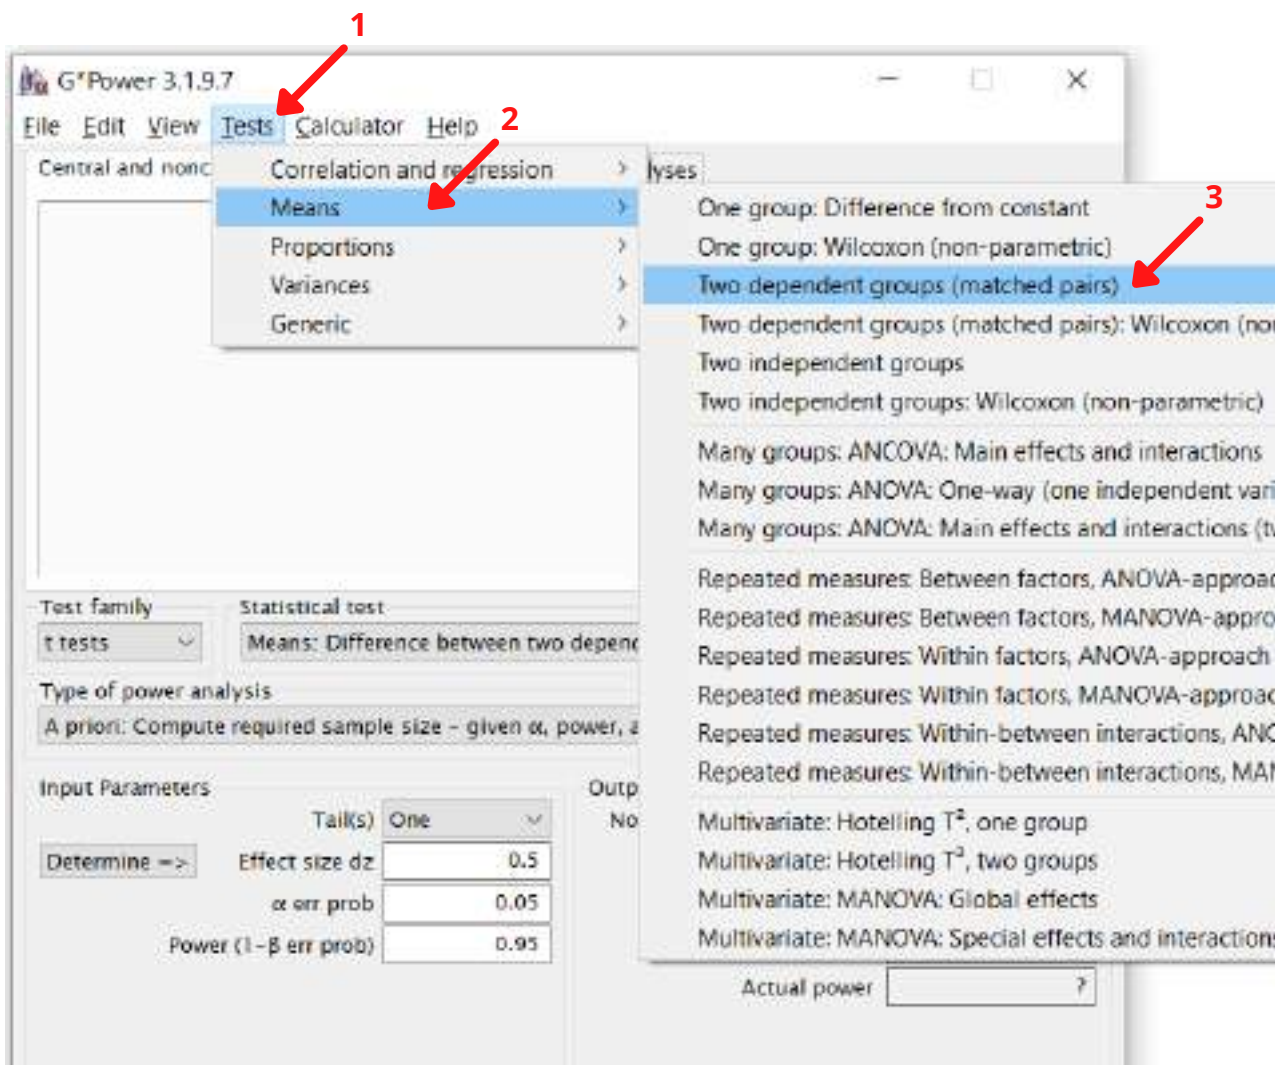 1
G*Power 3.1.9.7
File Edit View Tests Calculator Help
2
Central and nonc
lyses
Correlation and regression
Means
Proportions
Variances
Generic
3
One group: Difference from constant
One group: Wilcoxon (non-parametric)
Two dependent groups (matched pairs)
Two dependent groups (matched pairs): Wilcoxon (non
Two independent groups
Two independent groups: Wilcoxon (non-parametric)
Many groups: ANCOVA: Main effects and interactions
Many groups: ANOVA: One-way (one independent vari
Many groups: ANOVA: Main effects and interactions (tw
Repeated measures: Between factors, ANOVA-approac
Repeated measures: Between factors, MANOVA-appro
Repeated measures: Within factors, ANOVA-approach
Repeated measures: Within factors, MANOVA-approac
Repeated measures: Within-between interactions, ANO
Repeated measures: Within-between interactions, MAN
Multivariate: Hotelling T², one group
Multivariate: Hotelling T², two groups
Multivariate: MANOVA: Global effects
Multivariate: MANOVA: Special effects and interactions
Test family
Statistical test
t tests
Means: Difference between two depend
Type of power analysis
A priori: Compute required sample size - given α, power, a
Input Parameters
Tail(s) One
Determine =>
Effect size dz 0.5
α err prob 0.05
Power (1-β err prob) 0.95
Outp
No
Actual power ?